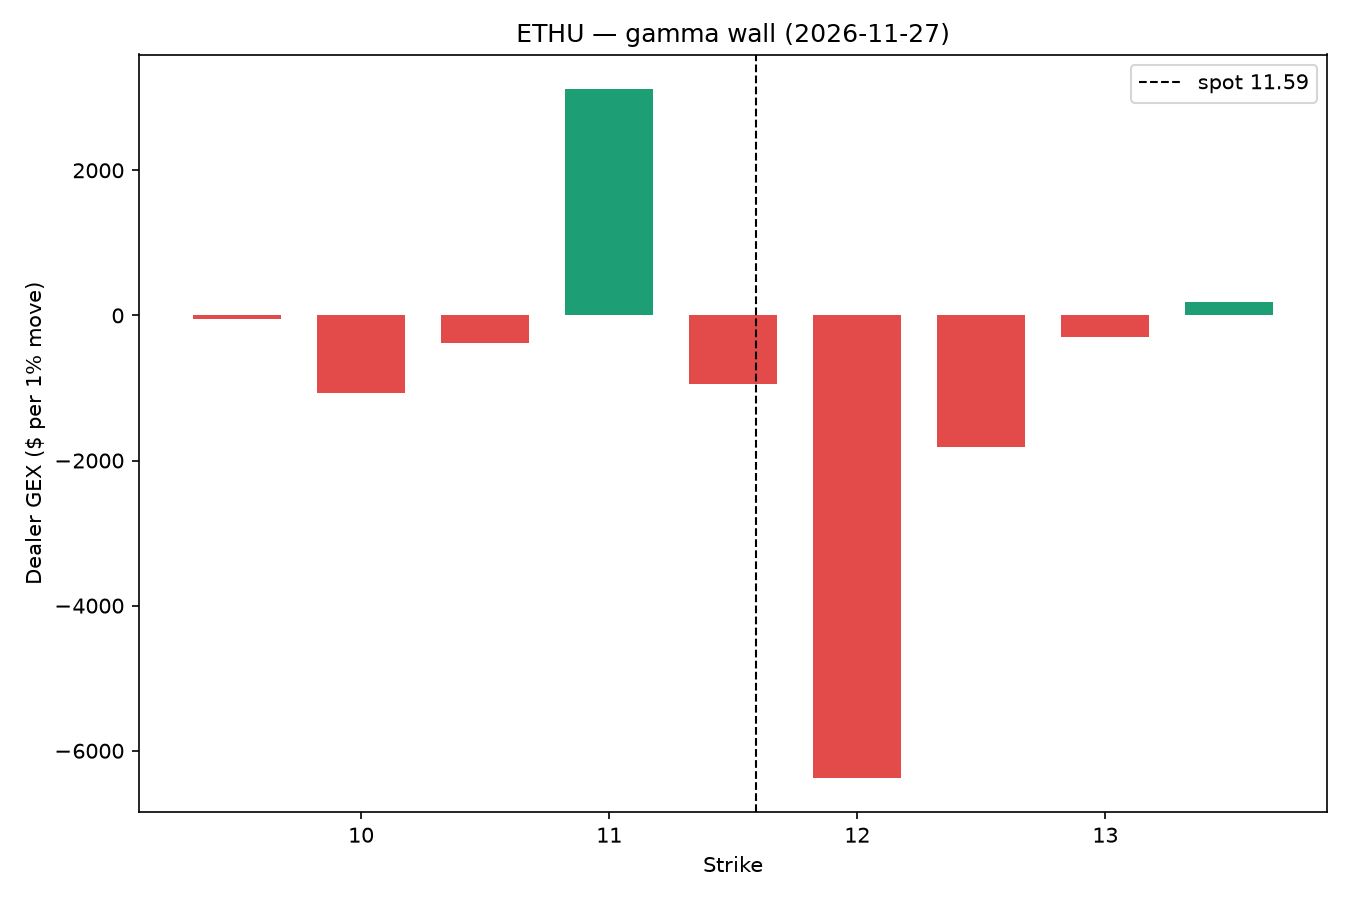 ETHU — gamma wall (2026-11-27)
spot 11.59
Dealer GEX ($ per 1% move)
2000
0
−2000
−4000
−6000
10
11
12
13
Strike